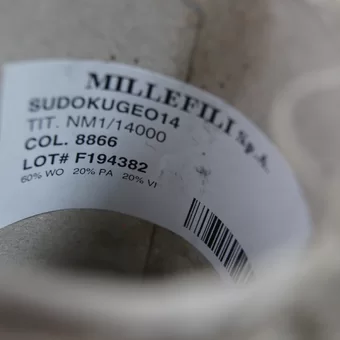 MILLEFILI S.p.A.
SUDOKUGEO14
TIT. NM1/14000
COL. 8866
LOT# F194382
60% WO 20% PA 20% VI